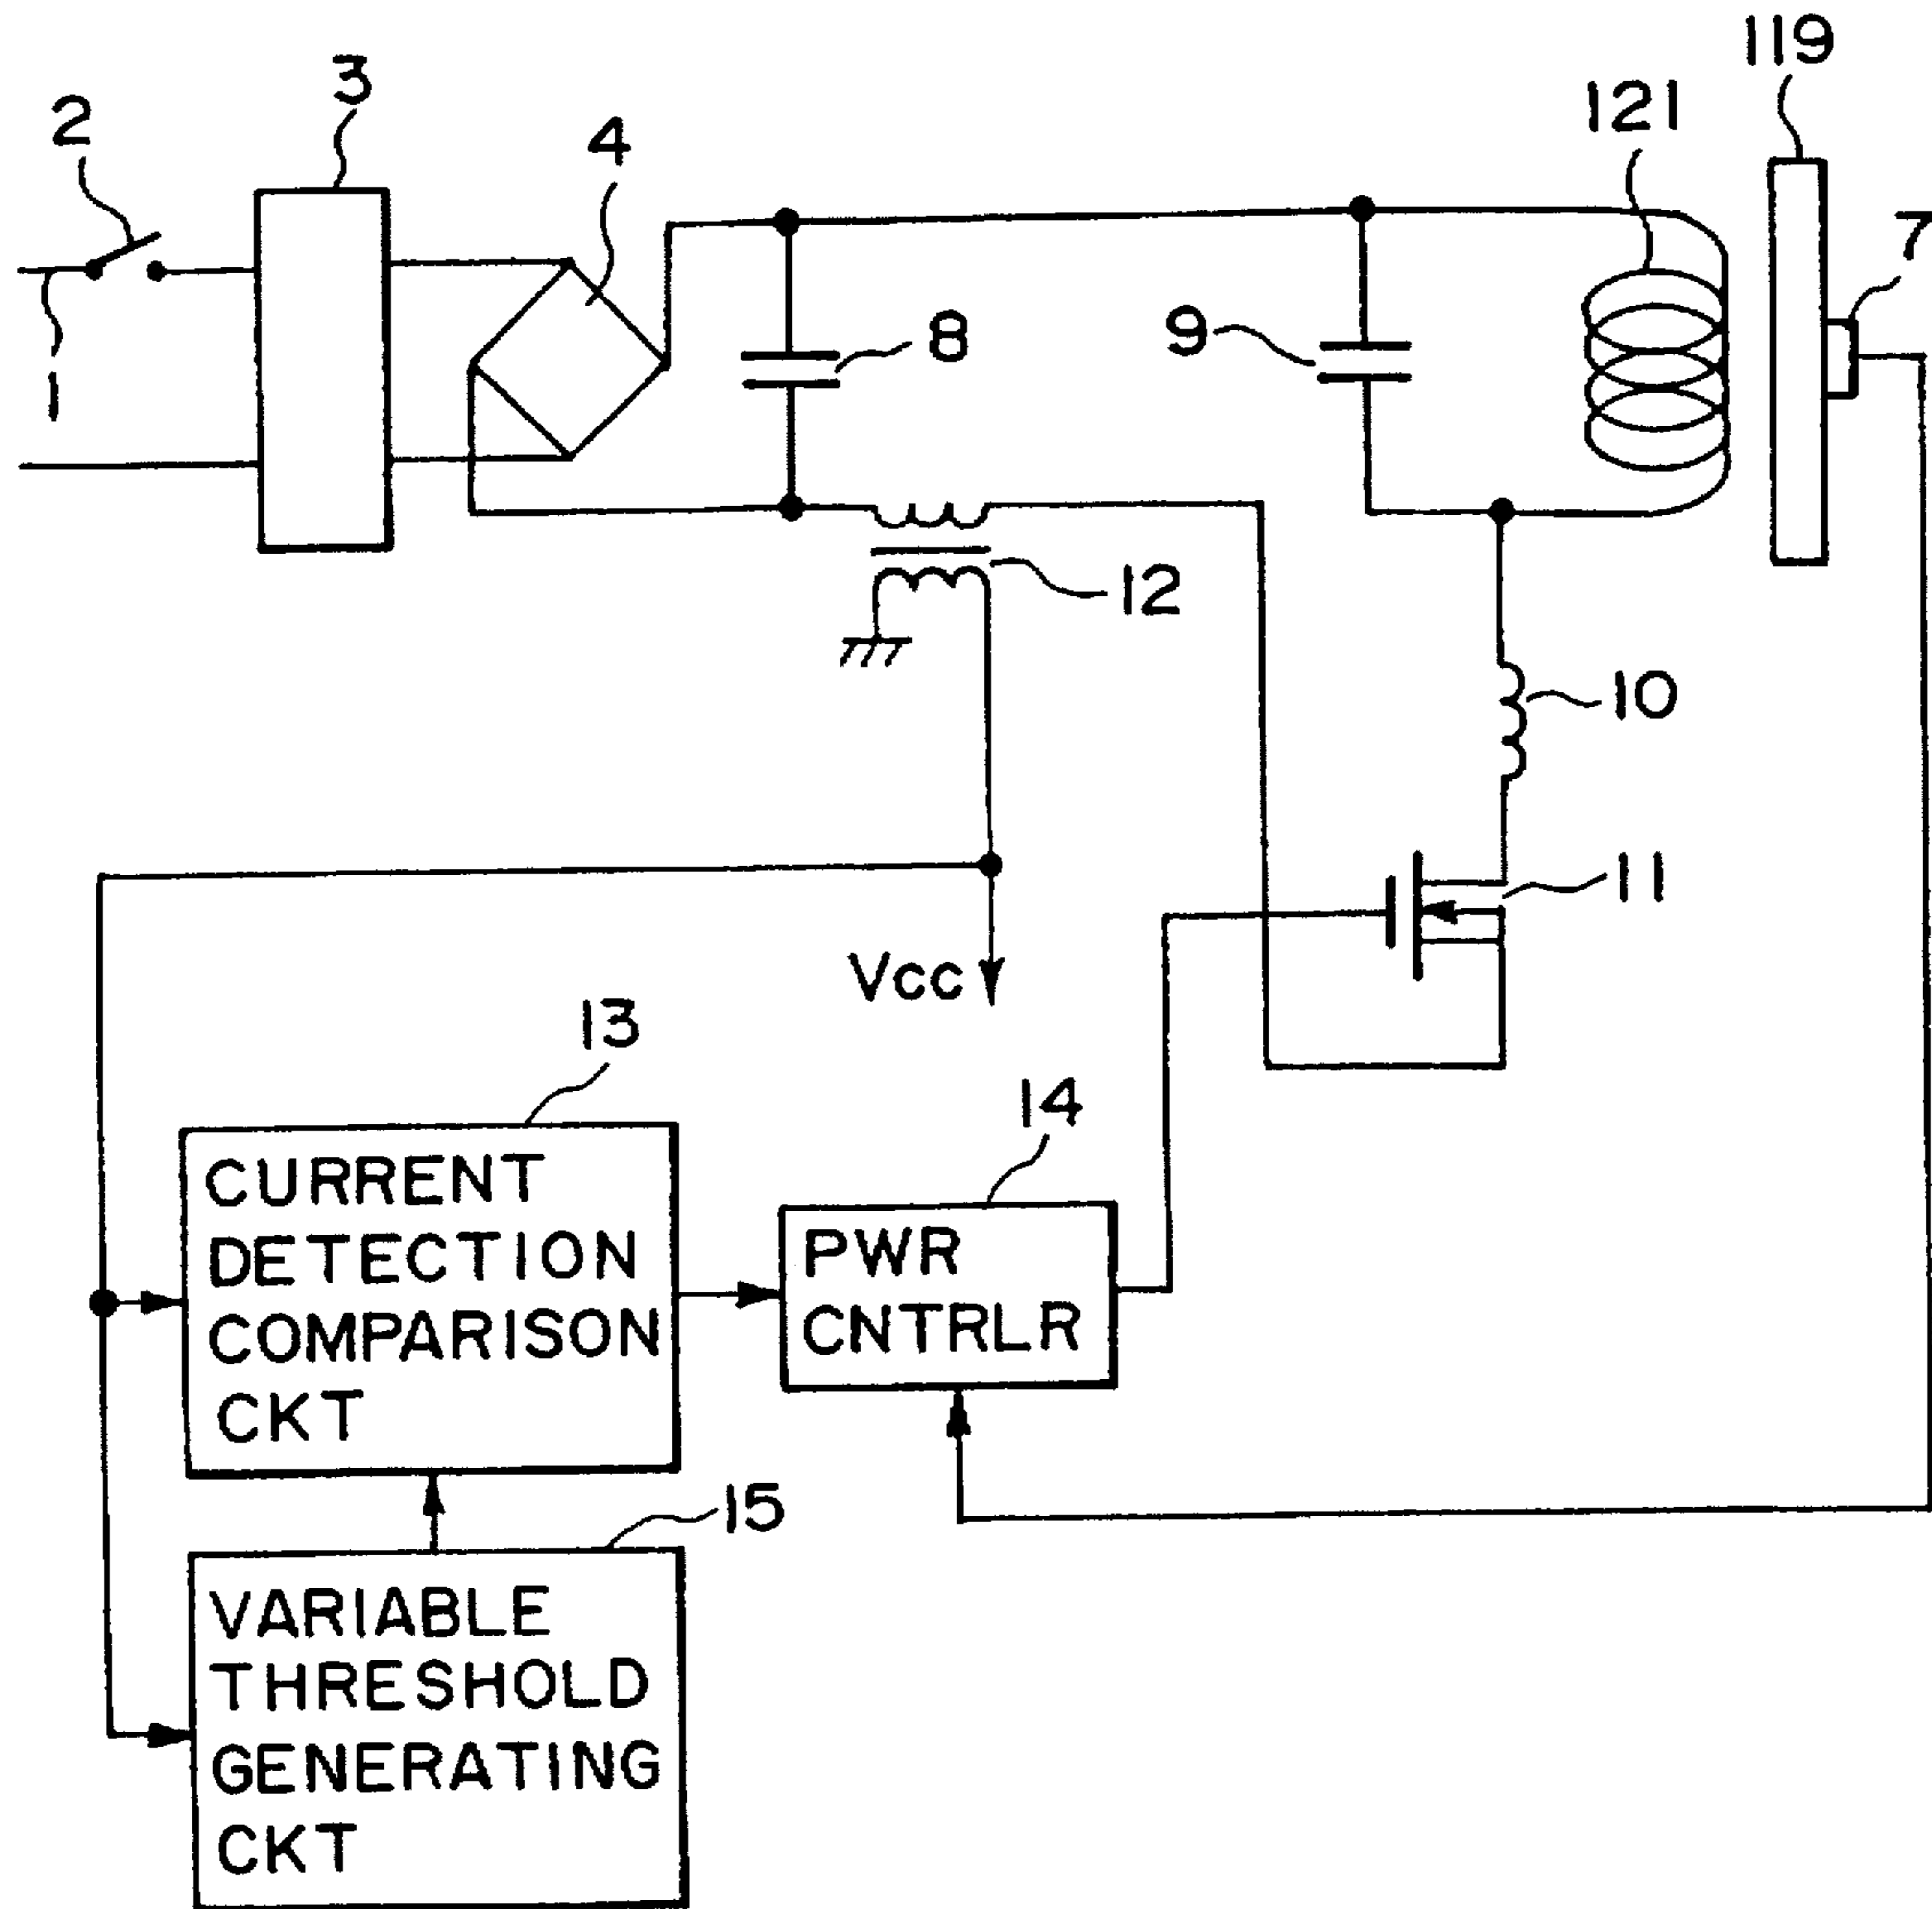 119
3
121
2
4
7
8
9
1
12
10
11
Vcc
13
14
CURRENT
DETECTION
COMPARISON
CKT
PWR
CNTRLR
15
VARIABLE
THRESHOLD
GENERATING
CKT